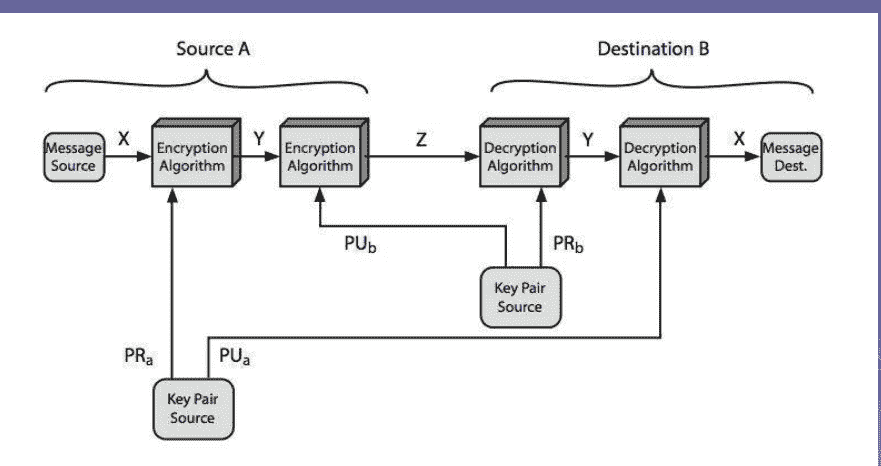 Source A
Destination B
Message
Source
X
Encryption
Algorithm
Y
Encryption
Algorithm
Z
Decryption
Algorithm
Y
Decryption
Algorithm
X
Message
Dest.
PUb
PRb
Key Pair
Source
PRa
PUa
Key Pair
Source